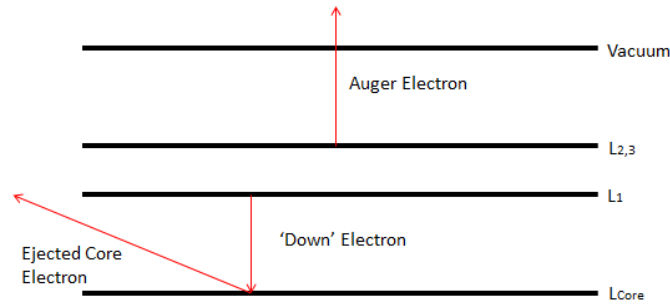 Vacuum
Auger Electron
L2,3
L1
'Down' Electron
Ejected Core
Electron
LCore